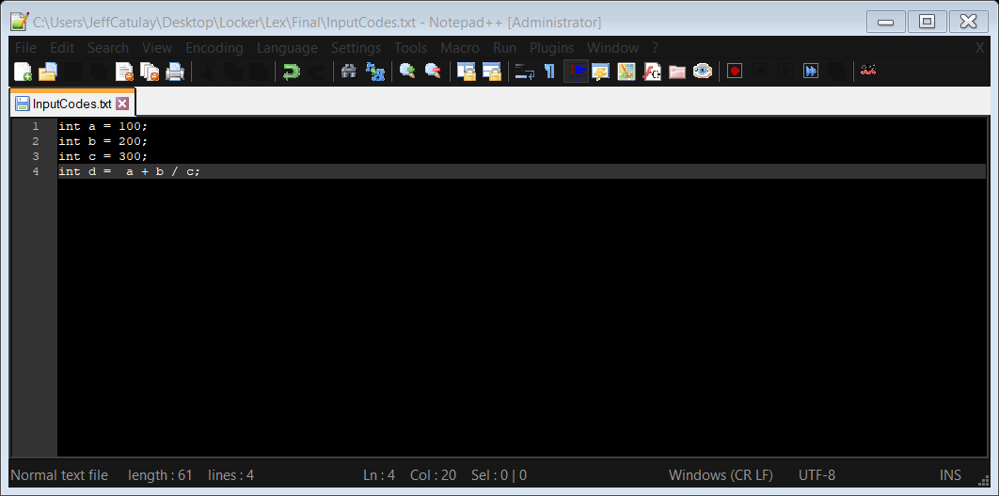 C:\Users\JeffCatulay\Desktop\Locker\Lex\Final\InputCodes.txt - Notepad++ [Administrator]
File Edit Search View Encoding Language Settings Tools Macro Run Plugins Window ? X
InputCodes.txt
1 int a = 100;
2 int b = 200;
3 int c = 300;
4 int d =  a + b / c;
Normal text file length : 61 lines : 4 Ln : 4 Col : 20 Sel : 0 | 0 Windows (CR LF) UTF-8 INS